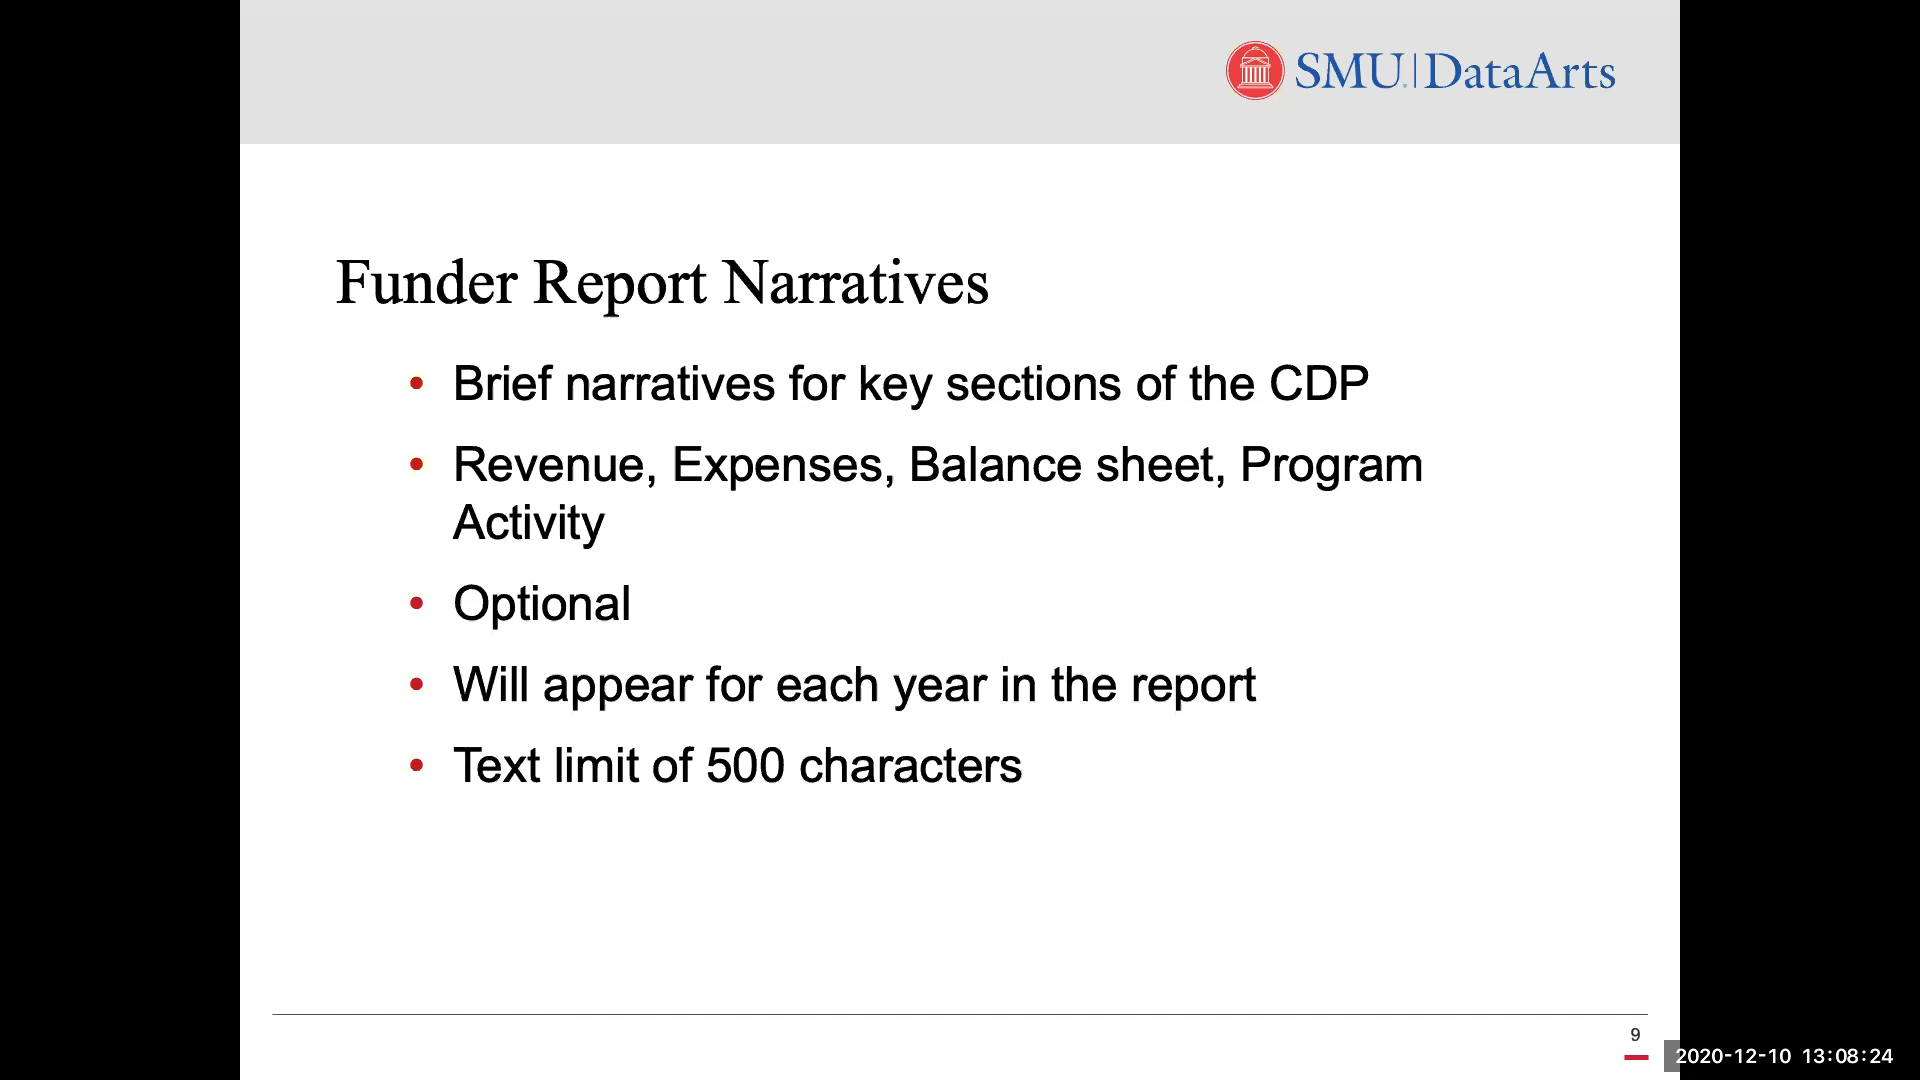 SMU. | DataArts
Funder Report Narratives
• Brief narratives for key sections of the CDP
• Revenue, Expenses, Balance sheet, Program
Activity
• Optional
• Will appear for each year in the report
• Text limit of 500 characters
9
2020-12-10 13:08:24